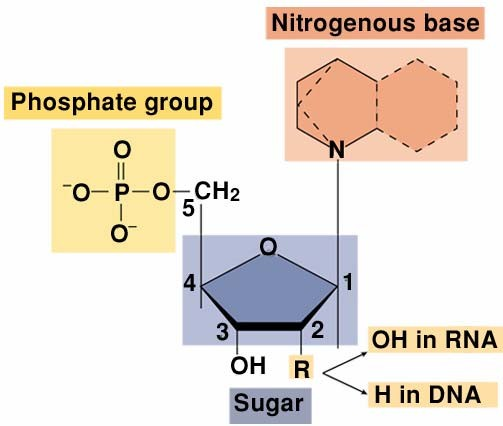 Nitrogenous base
Phosphate group
N
O
⁻O–P–O–CH₂
O⁻
5
O
4
1
3
2
OH
R
OH in RNA
H in DNA
Sugar